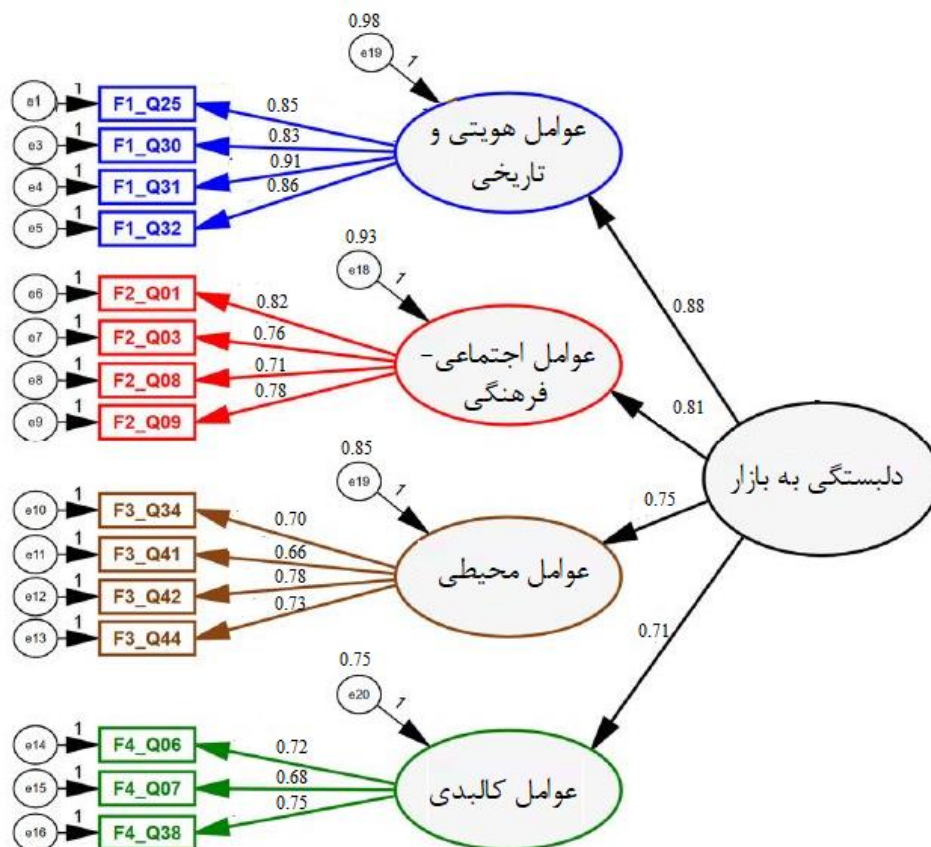 0.98
e19
1
e1
1
F1_Q25
0.85
e3
1
F1_Q30
0.83
e4
1
F1_Q31
0.91
e5
1
F1_Q32
0.86
عوامل هویتی و
تاریخی
0.88
0.93
e18
1
e6
1
F2_Q01
0.82
e7
1
F2_Q03
0.76
e8
1
F2_Q08
0.71
e9
1
F2_Q09
0.78
عوامل اجتماعی-
فرهنگی
0.81
دلبستگی به بازار
0.85
e19
1
0.75
e10
1
F3_Q34
0.70
e11
1
F3_Q41
0.66
e12
1
F3_Q42
0.78
e13
1
F3_Q44
0.73
عوامل محیطی
0.71
0.75
e20
1
e14
1
F4_Q06
0.72
e15
1
F4_Q07
0.68
e16
1
F4_Q38
0.75
عوامل کالبدی